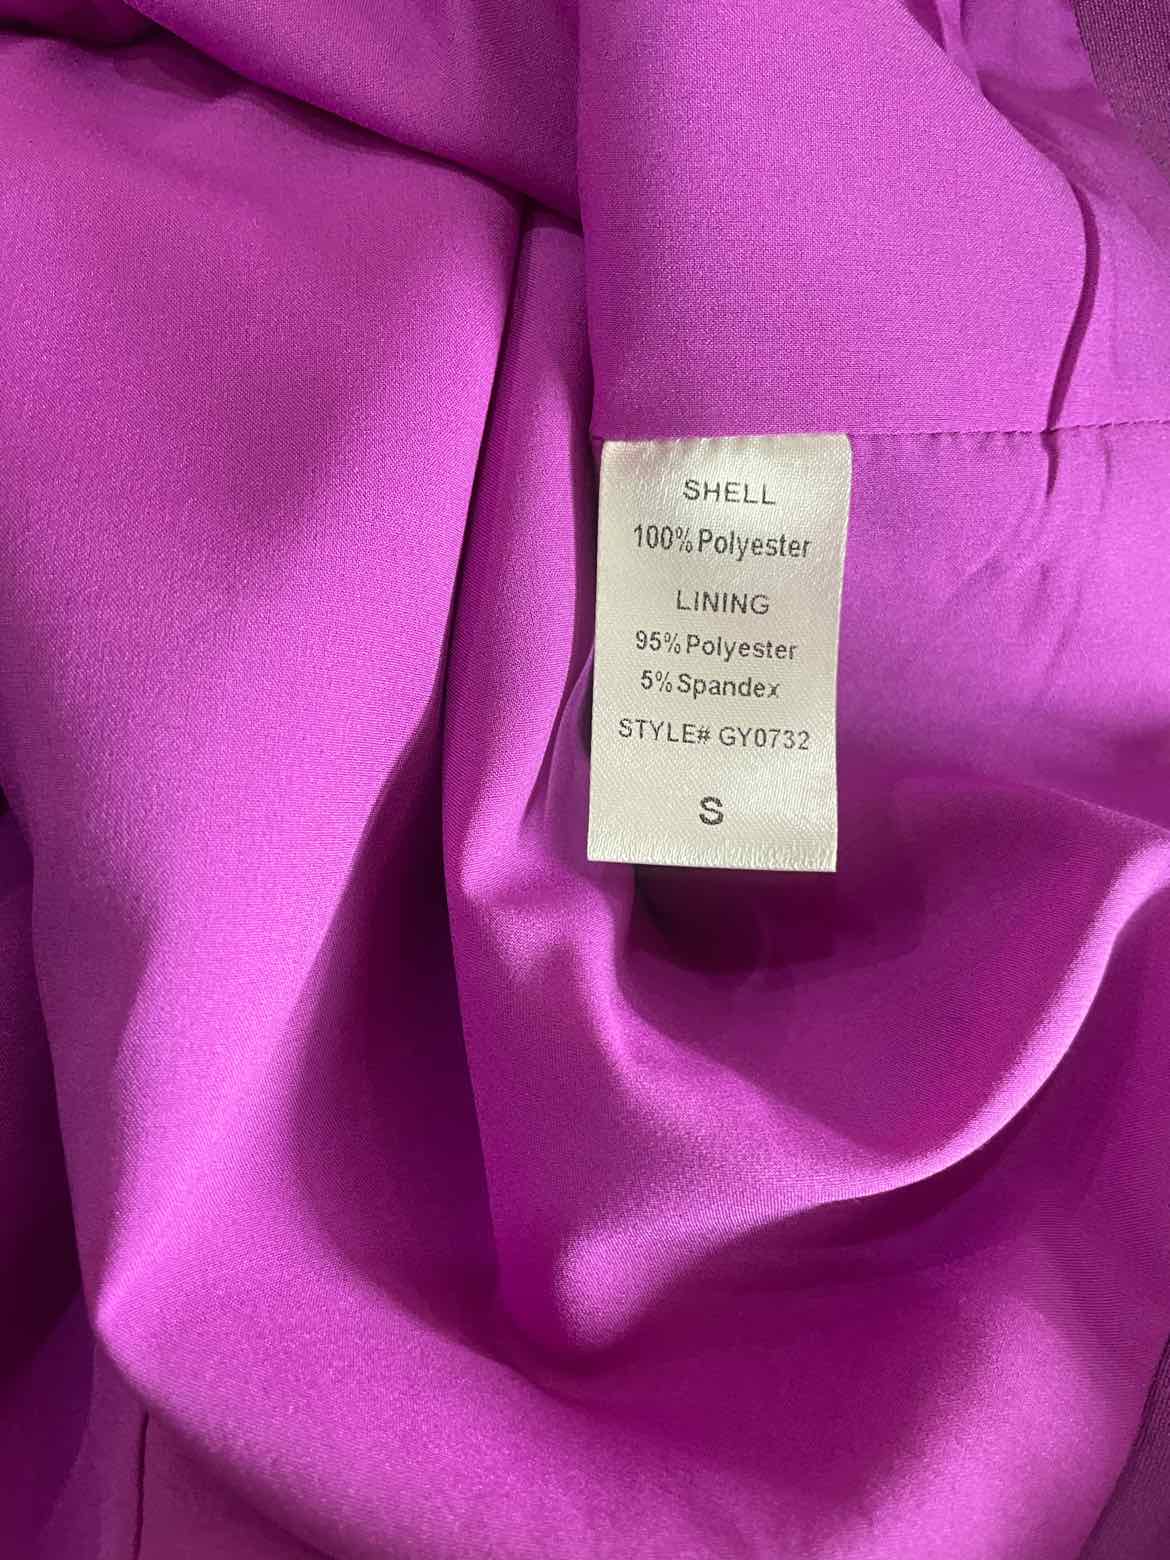 SHELL
100%Polyester
LINING
95%Polyester
5%Spandex
STYLE# GY0732
S